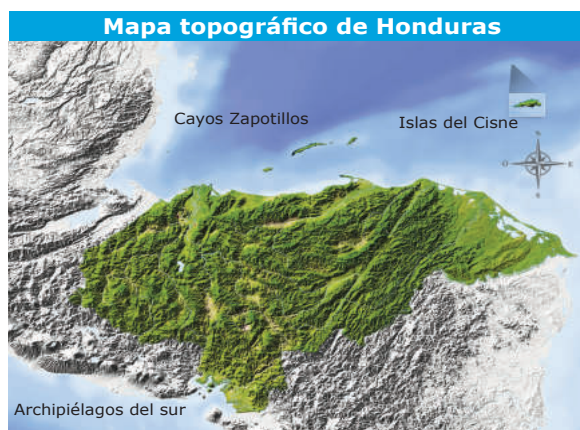 Mapa topográfico de Honduras
Cayos Zapotillos
Islas del Cisne
N
O
E
S
Archipiélagos del sur